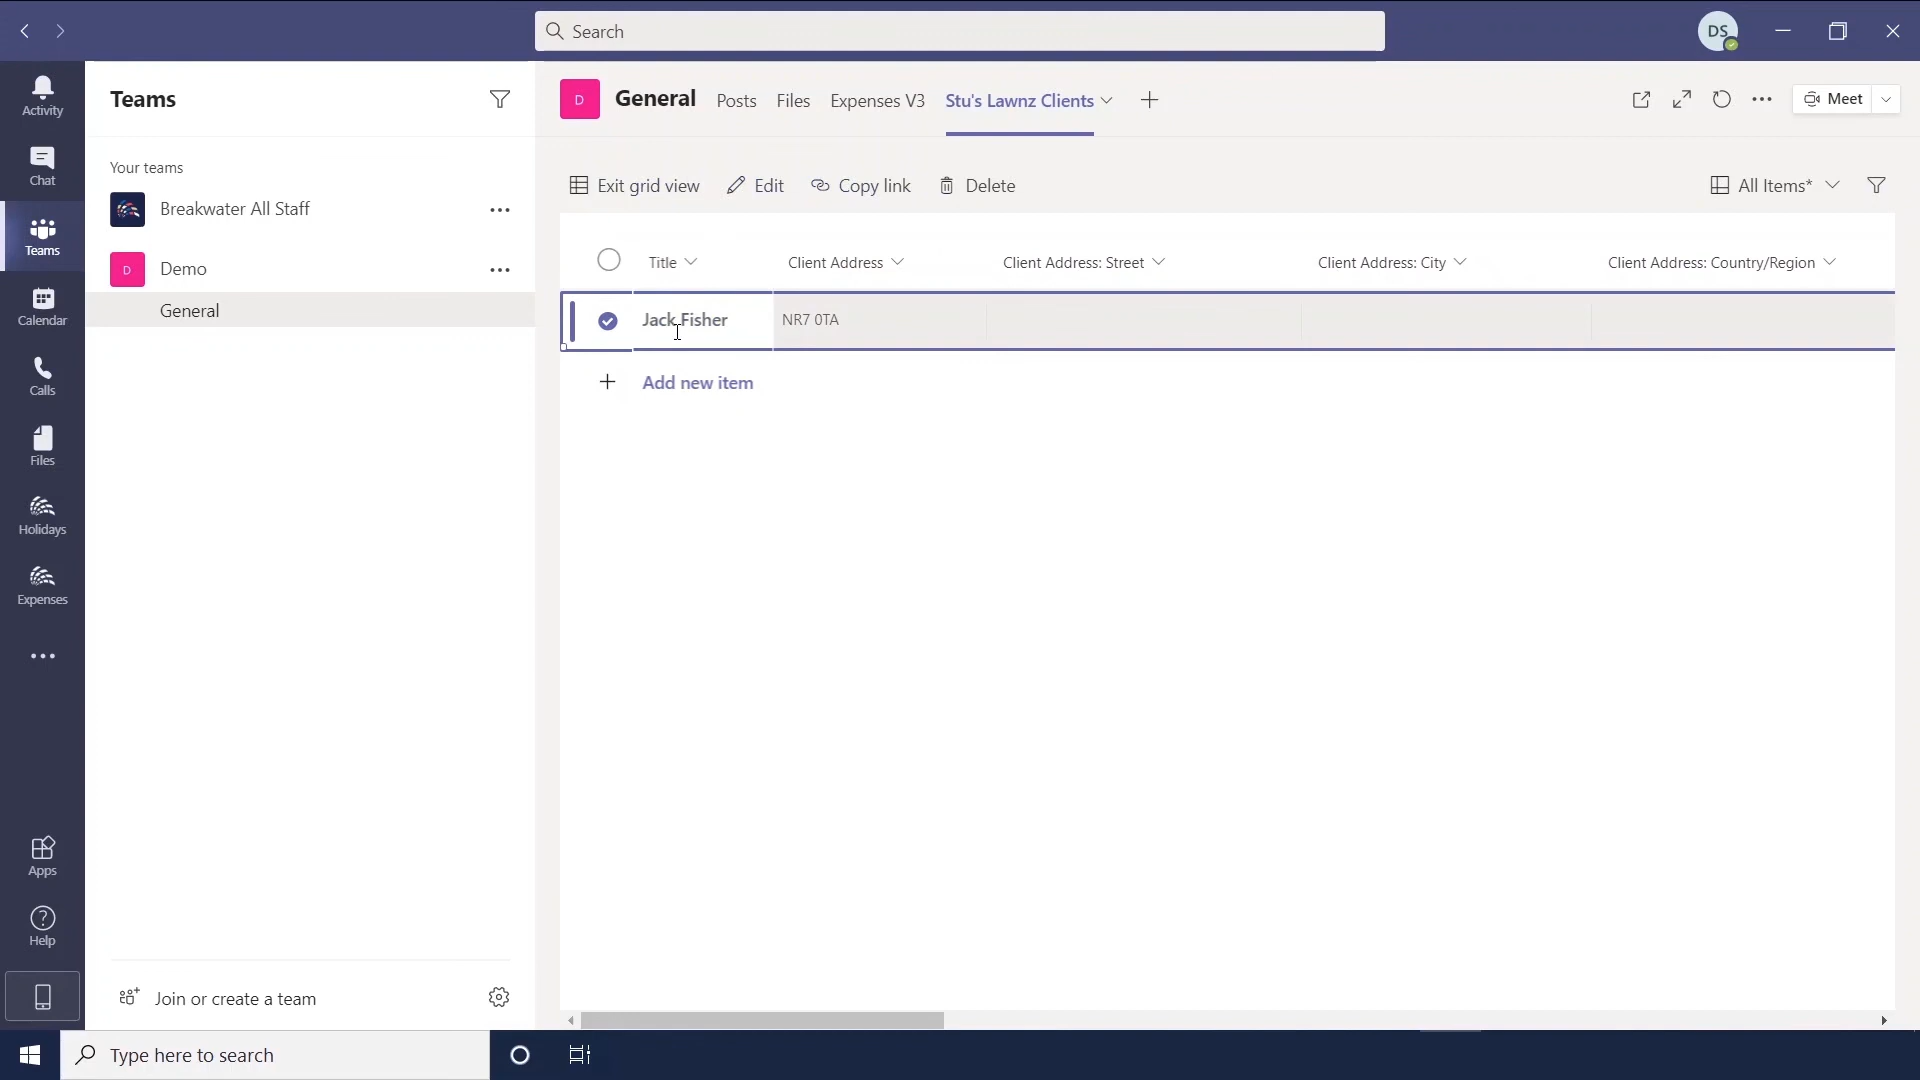 Search
DS
Activity
Chat
Teams
Calendar
Calls
Files
Holidays
Expenses
Apps
Help
Teams
Your teams
Breakwater All Staff
D
Demo
General
Join or create a team
D
General
Posts
Files
Expenses V3
Stu's Lawnz Clients
Meet
Exit grid view
Edit
Copy link
Delete
All Items*
Title
Client Address
Client Address: Street
Client Address: City
Client Address: Country/Region
Jack Fisher
NR7 0TA
Add new item
Type here to search